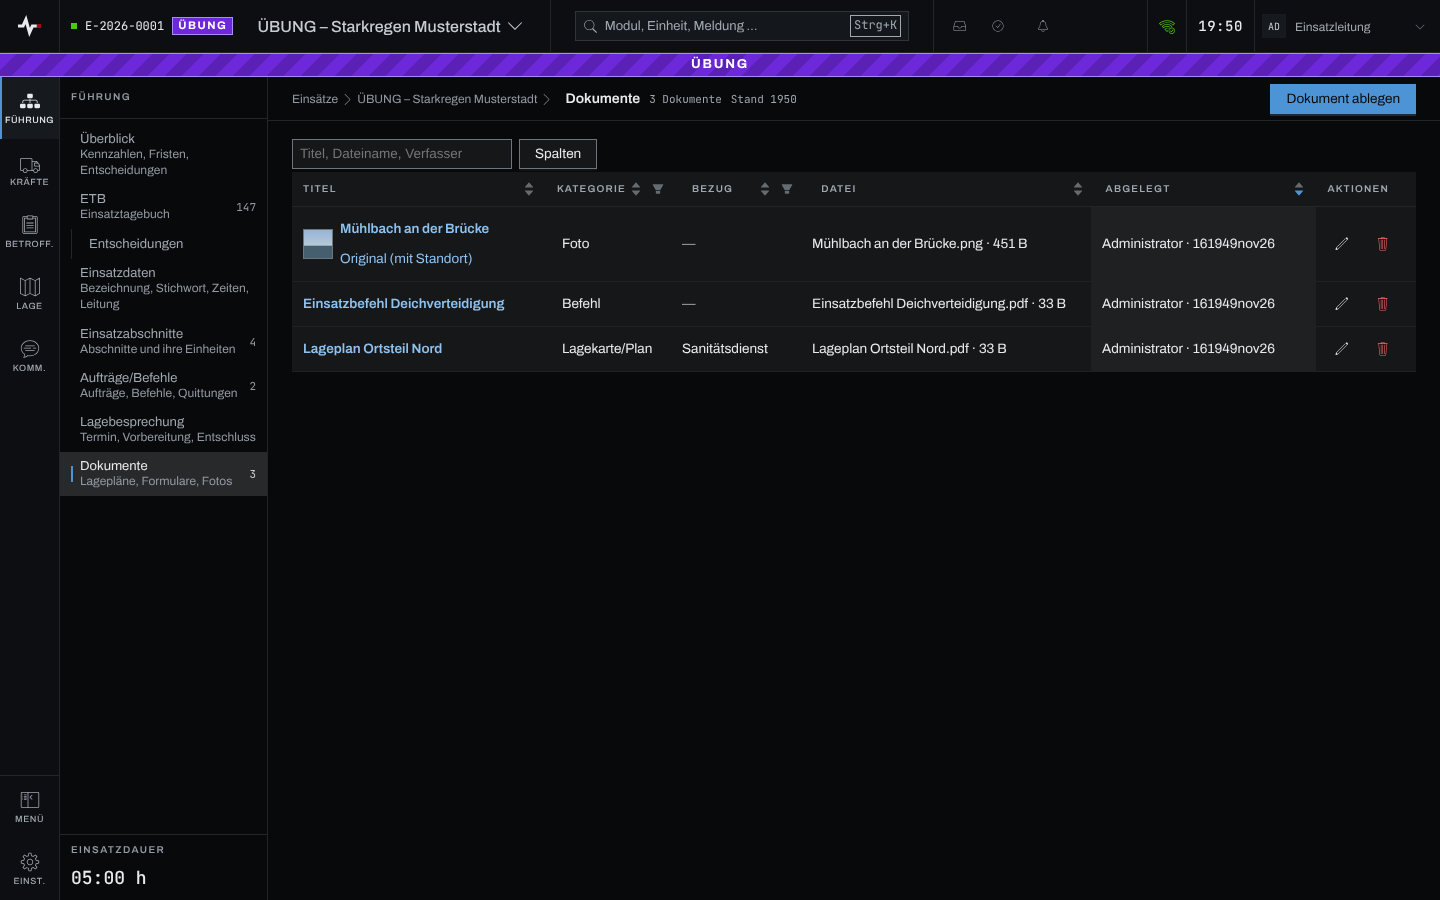 E-2026-0001 ÜBUNG ÜBUNG – Starkregen Musterstadt
Modul, Einheit, Meldung ... Strg+K
19:50
AD Einsatzleitung
ÜBUNG
FÜHRUNG
KRÄFTE
BETROFF.
LAGE
KOMM.
MENÜ
EINST.
FÜHRUNG
Überblick
Kennzahlen, Fristen,
Entscheidungen
ETB
Einsatztagebuch
147
Entscheidungen
Einsatzdaten
Bezeichnung, Stichwort, Zeiten,
Leitung
Einsatzabschnitte
Abschnitte und ihre Einheiten
4
Aufträge/Befehle
Aufträge, Befehle, Quittungen
2
Lagebesprechung
Termin, Vorbereitung, Entschluss
Dokumente
Lagepläne, Formulare, Fotos
3
EINSATZDAUER
05:00 h
Einsätze ÜBUNG – Starkregen Musterstadt Dokumente 3 Dokumente Stand 1950
Dokument ablegen
Titel, Dateiname, Verfasser Spalten
TITEL KATEGORIE BEZUG DATEI ABGELEGT AKTIONEN
Mühlbach an der Brücke
Original (mit Standort)
Foto — Mühlbach an der Brücke.png · 451 B Administrator · 161949nov26
Einsatzbefehl Deichverteidigung Befehl — Einsatzbefehl Deichverteidigung.pdf · 33 B Administrator · 161949nov26
Lageplan Ortsteil Nord Lagekarte/Plan Sanitätsdienst Lageplan Ortsteil Nord.pdf · 33 B Administrator · 161949nov26